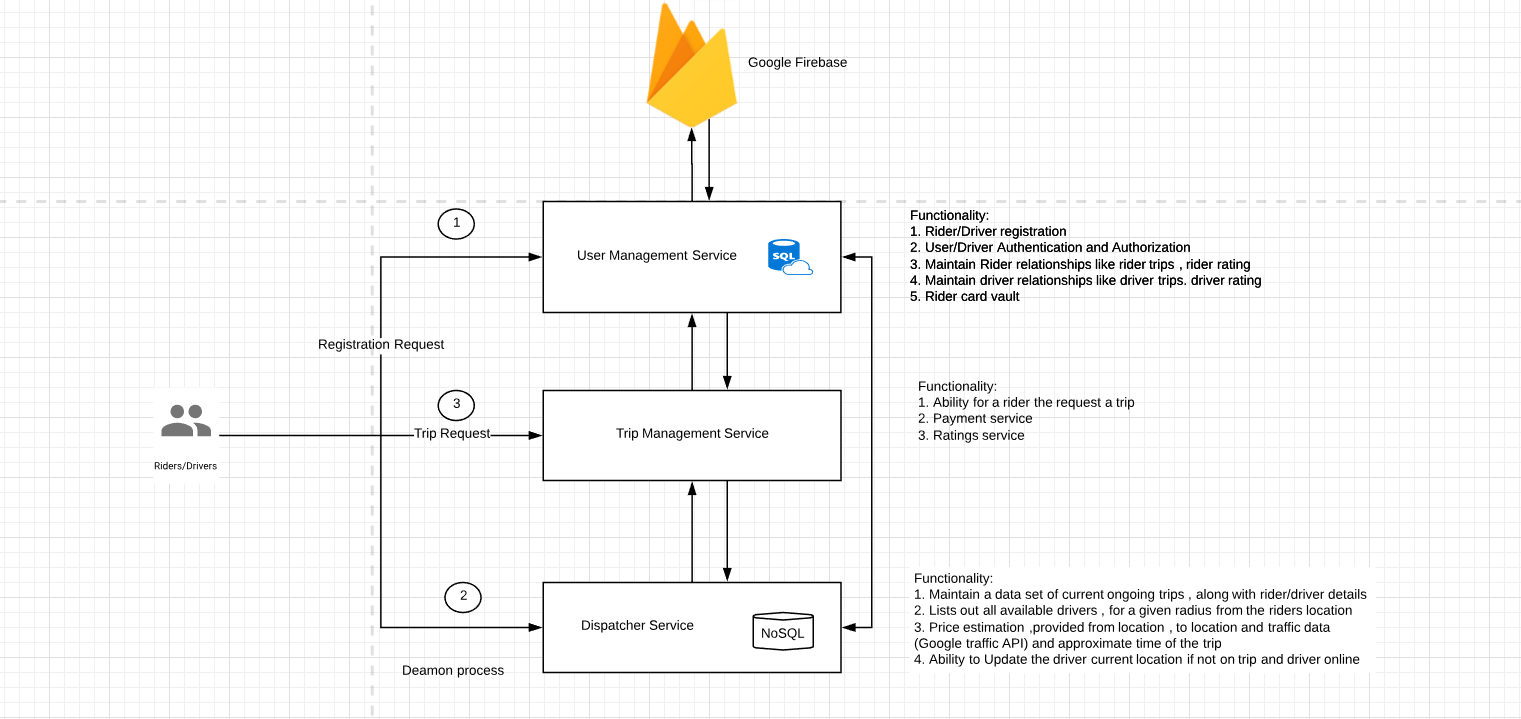 Google Firebase
1
User Management Service
SQL
Functionality:
1. Rider/Driver registration
2. User/Driver Authentication and Authorization
3. Maintain Rider relationships like rider trips , rider rating
4. Maintain driver relationships like driver trips. driver rating
5. Rider card vault
Registration Request
3
Trip Request
Trip Management Service
Functionality:
1. Ability for a rider the request a trip
2. Payment service
3. Ratings service
Riders/Drivers
2
Dispatcher Service
NoSQL
Deamon process
Functionality:
1. Maintain a data set of current ongoing trips , along with rider/driver details
2. Lists out all available drivers , for a given radius from the riders location
3. Price estimation ,provided from location , to location and traffic data
(Google traffic API) and approximate time of the trip
4. Ability to Update the driver current location if not on trip and driver online